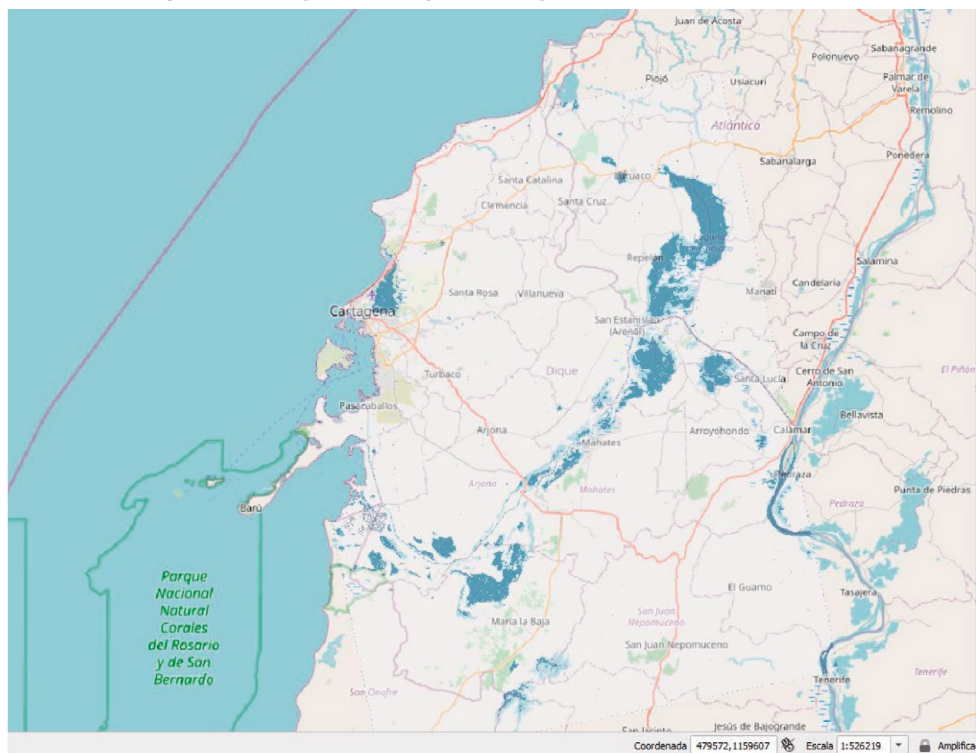 Juan de Acosta
Sabanagrande
Polonuevo
Palmar de
Varela
Piojó
Usiacurí
Remolino
Atlántico
Ponedera
Sabanalarga
Luruaco
Santa Catalina
Santa Cruz
Clemencia
Repelón
Salamina
Candelaria
Manatí
Santa Rosa
Villanueva
Cartagena
San Estanislao
(Arenal)
Campo de
la Cruz
Cerro de San
Antonio
El Piñón
Turbaco
Dique
Santa Lucía
Pasacaballos
Bellavista
Arjona
Arroyohondo
Calamar
Mahates
Pedraza
Arjona
Mahates
Punta de Piedras
Pedraza
Barú
Parque
Nacional
Natural
Corales
del Rosario
y de San
Bernardo
El Guamo
Tasajera
María la Baja
San Juan
Nepomuceno
San Juan Nepomuceno
Tenerife
Tenerife
San Onofre
San Jacinto
Jesús de Bajogrande
Coordenada 479572,1159607 Escala 1:526219 Amplifica